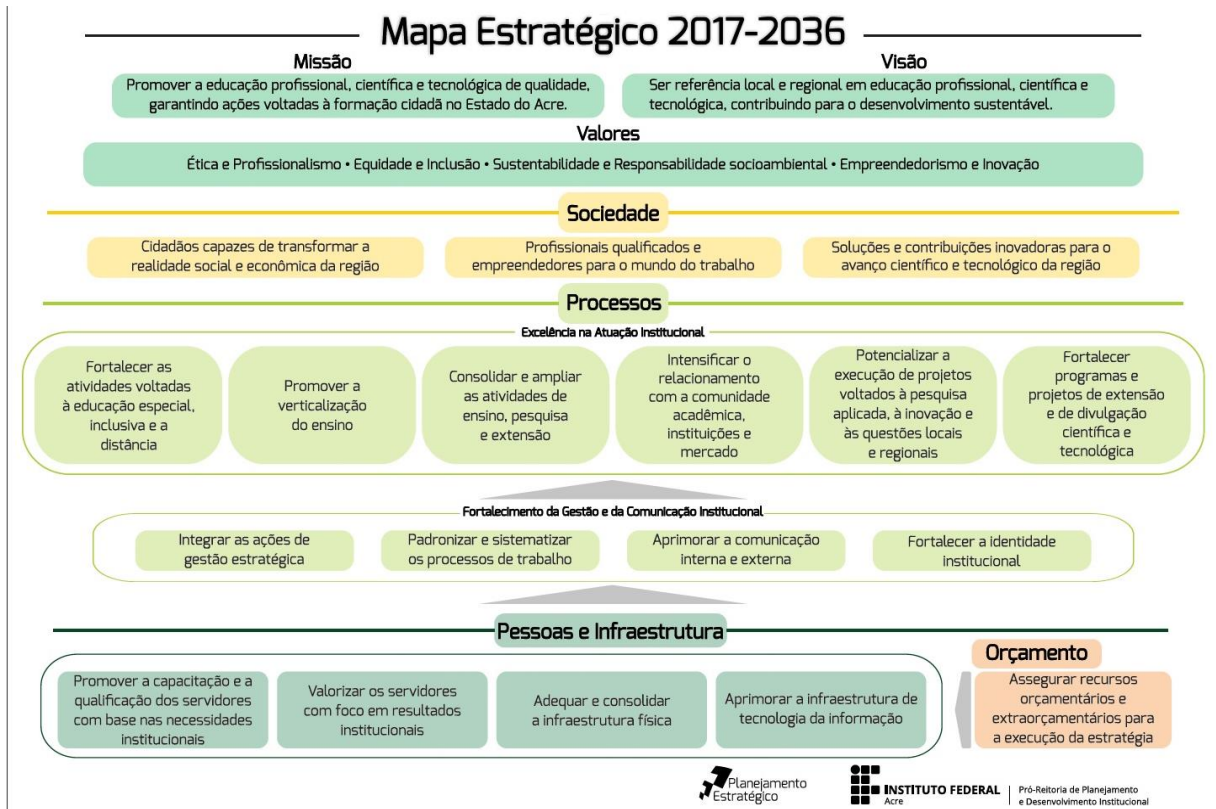 Mapa Estratégico 2017-2036
Missão
Promover a educação profissional, científica e tecnológica de qualidade,
garantindo ações voltadas à formação cidadã no Estado do Acre.
Visão
Ser referência local e regional em educação profissional, científica e
tecnológica, contribuindo para o desenvolvimento sustentável.
Valores
Ética e Profissionalismo • Equidade e Inclusão • Sustentabilidade e Responsabilidade socioambiental • Empreendedorismo e Inovação
Sociedade
Cidadãos capazes de transformar a
realidade social e econômica da região
Profissionais qualificados e
empreendedores para o mundo do trabalho
Soluções e contribuições inovadoras para o
avanço científico e tecnológico da região
Processos
Excelência na Atuação Institucional
Fortalecer as
atividades voltadas
à educação especial,
inclusiva e a
distância
Promover a
verticalização
do ensino
Consolidar e ampliar
as atividades de
ensino, pesquisa
e extensão
Intensificar o
relacionamento
com a comunidade
acadêmica,
instituições e
mercado
Potencializar a
execução de projetos
voltados à pesquisa
aplicada, à inovação e
às questões locais
e regionais
Fortalecer
programas e
projetos de extensão
e de divulgação
científica e
tecnológica
Fortalecimento da Gestão e da Comunicação Institucional
Integrar as ações de
gestão estratégica
Padronizar e sistematizar
os processos de trabalho
Aprimorar a comunicação
interna e externa
Fortalecer a identidade
institucional
Pessoas e Infraestrutura
Promover a capacitação e a
qualificação dos servidores
com base nas necessidades
institucionais
Valorizar os servidores
com foco em resultados
institucionais
Adequar e consolidar
a infraestrutura física
Aprimorar a infraestrutura de
tecnologia da informação
Orçamento
Assegurar recursos
orçamentários e
extraorçamentários para
a execução da estratégia
Planejamento
Estratégico
INSTITUTO FEDERAL
Acre
Pró-Reitoria de Planejamento
e Desenvolvimento Institucional